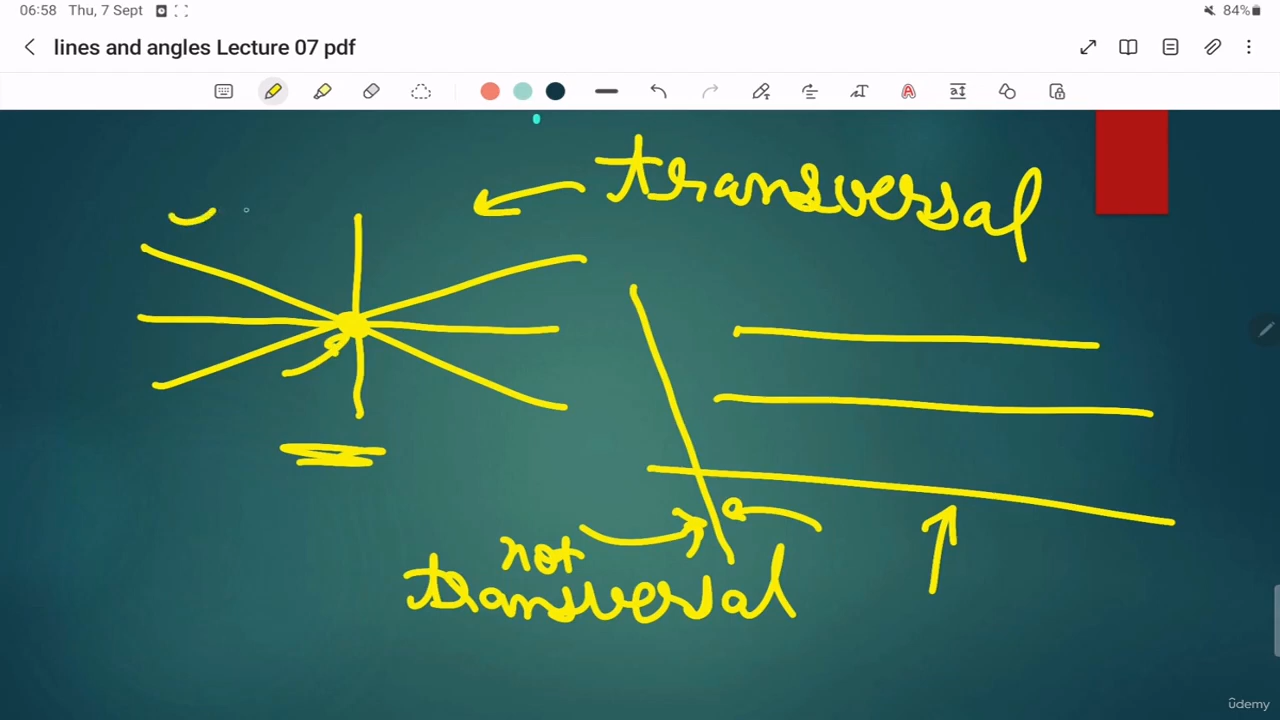 06:58 Thu, 7 Sept
84%
lines and angles Lecture 07 pdf
transversal
not
transversal
ûdemy